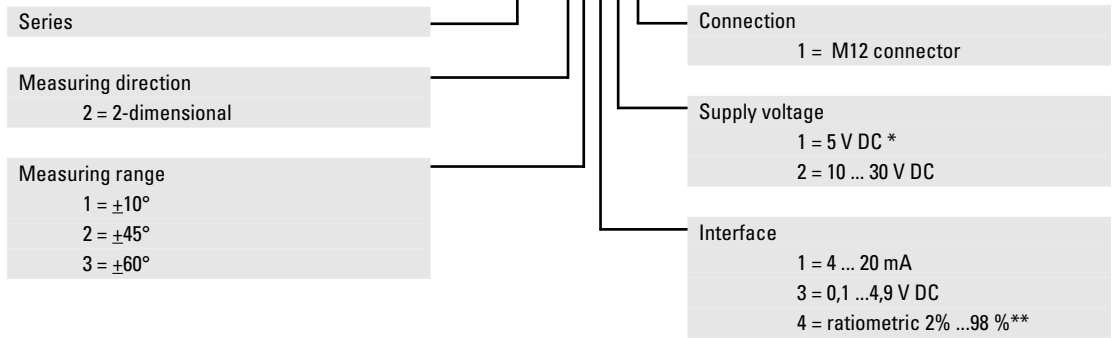 Series
Measuring direction
2 = 2-dimensional
Measuring range
1 = ±10°
2 = ±45°
3 = ±60°
Connection
1 = M12 connector
Supply voltage
1 = 5 V DC *
2 = 10 ... 30 V DC
Interface
1 = 4 ... 20 mA
3 = 0,1 ...4,9 V DC
4 = ratiometric 2% ...98 %**